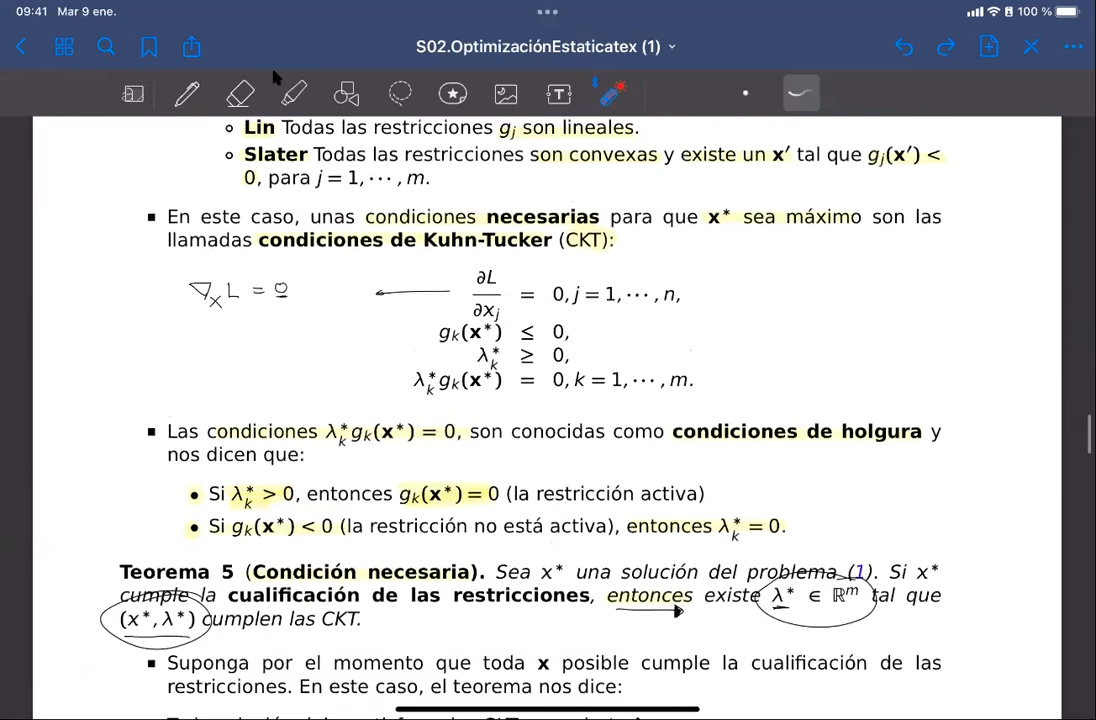 09:41 Mar 9 ene.
100 %
S02.OptimizaciónEstaticatex (1)
Lin Todas las restricciones gⱼ son lineales.
Slater Todas las restricciones son convexas y existe un x′ tal que gⱼ(x′) <
0, para j = 1, ⋯ , m.
En este caso, unas condiciones necesarias para que x* sea máximo son las
llamadas condiciones de Kuhn-Tucker (CKT):
∇ₓ L = 0
∂L/∂xⱼ = 0, j = 1, ⋯ , n,
gₖ(x*) ≤ 0,
λₖ* ≥ 0,
λₖ*gₖ(x*) = 0, k = 1, ⋯ , m.
Las condiciones λₖ*gₖ(x*) = 0, son conocidas como condiciones de holgura y
nos dicen que:
Si λₖ* > 0, entonces gₖ(x*) = 0 (la restricción activa)
Si gₖ(x*) < 0 (la restricción no está activa), entonces λₖ* = 0.
Teorema 5 (Condición necesaria). Sea x* una solución del problema (1). Si x*
cumple la cualificación de las restricciones, entonces existe λ* ∈ ℝᵐ tal que
(x*, λ*) cumplen las CKT.
Suponga por el momento que toda x posible cumple la cualificación de las
restricciones. En este caso, el teorema nos dice: